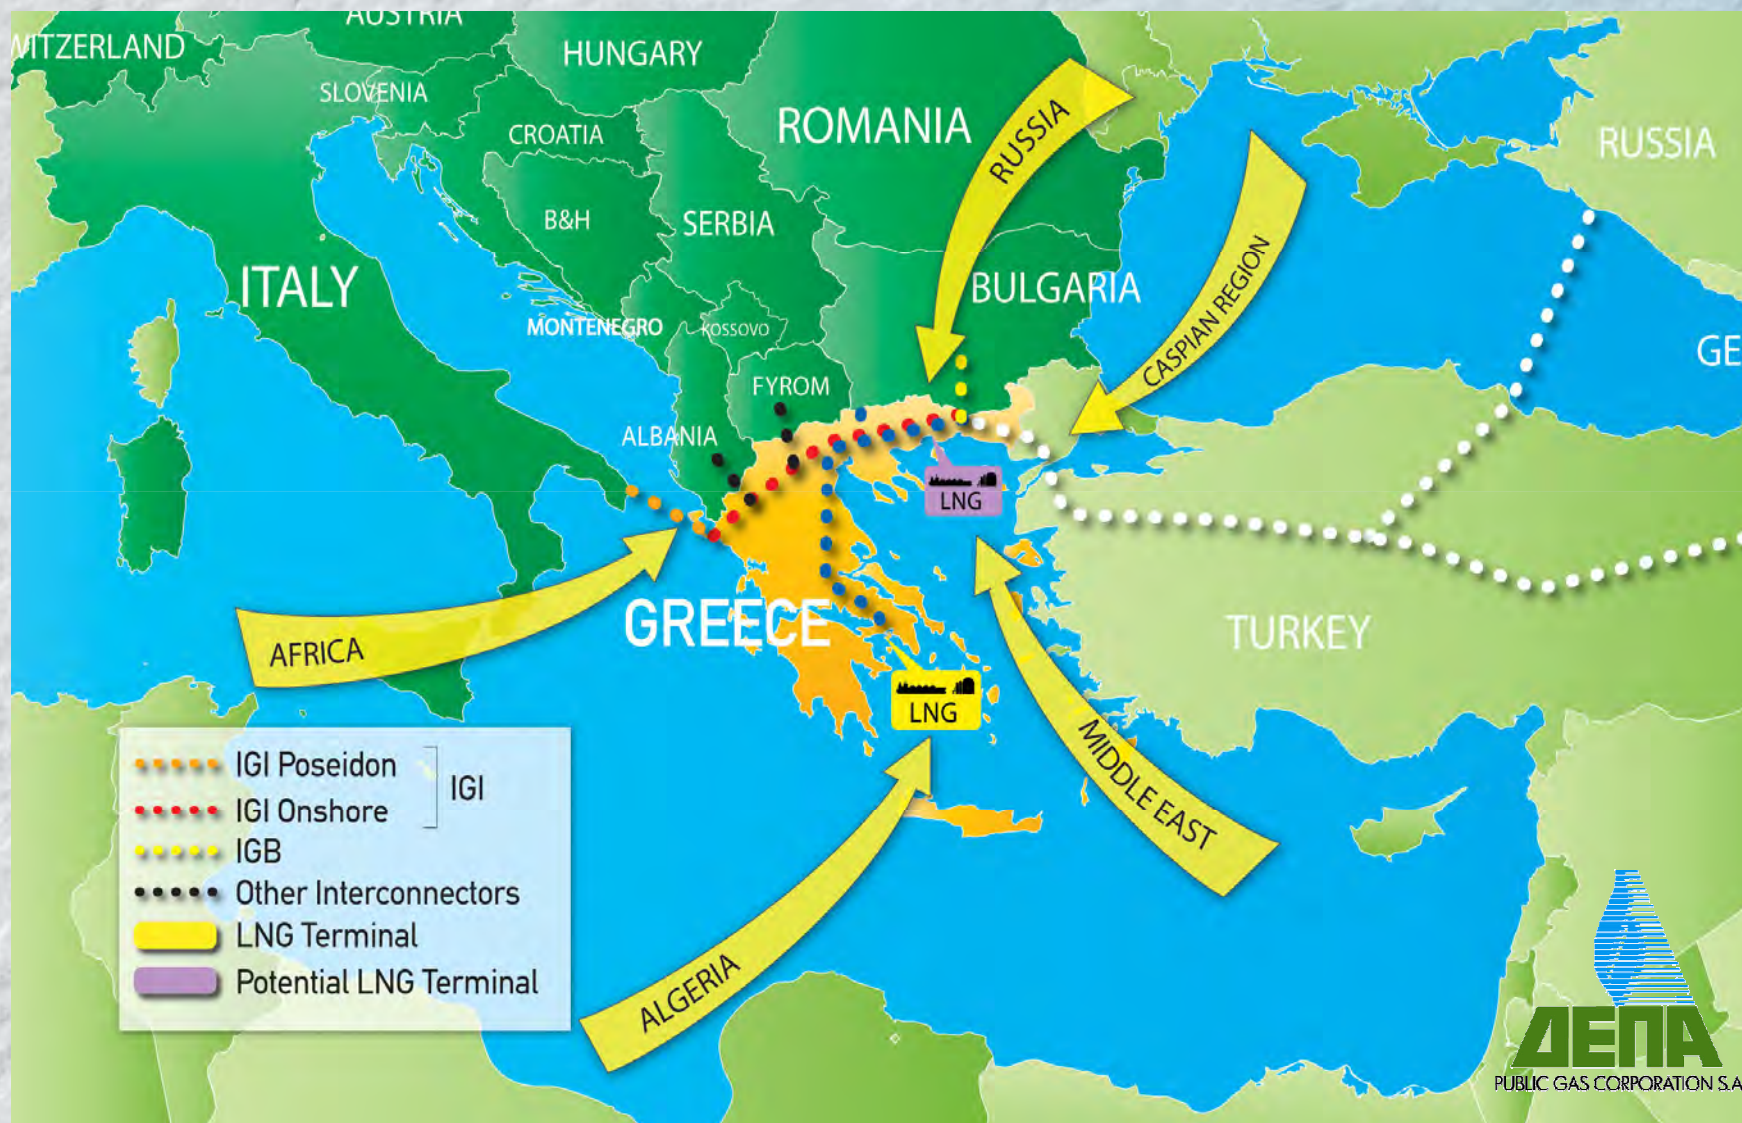 AUSTRIA
WITZERLAND
HUNGARY
SLOVENIA
CROATIA
ROMANIA
RUSSIA
RUSSIA
B&H
SERBIA
ITALY
BULGARIA
CASPIAN REGION
MONTENEGRO
KOSSOVO
GE
FYROM
ALBANIA
LNG
GREECE
TURKEY
AFRICA
LNG
MIDDLE EAST
ALGERIA
IGI Poseidon
IGI Onshore
IGI
IGB
Other Interconnectors
LNG Terminal
Potential LNG Terminal
ΔΕΠΑ
PUBLIC GAS CORPORATION S.A